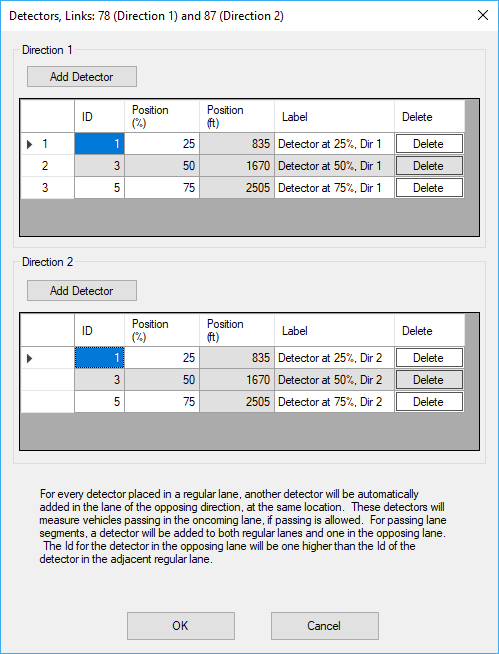 Detectors, Links: 78 (Direction 1) and 87 (Direction 2)
Direction 1
Add Detector
ID Position (%) Position (ft) Label Delete
1 1 25 835 Detector at 25%, Dir 1 Delete
2 3 50 1670 Detector at 50%, Dir 1 Delete
3 5 75 2505 Detector at 75%, Dir 1 Delete
Direction 2
Add Detector
ID Position (%) Position (ft) Label Delete
1 25 835 Detector at 25%, Dir 2 Delete
3 50 1670 Detector at 50%, Dir 2 Delete
5 75 2505 Detector at 75%, Dir 2 Delete
For every detector placed in a regular lane, another detector will be automatically
added in the lane of the opposing direction, at the same location. These detectors will
measure vehicles passing in the oncoming lane, if passing is allowed. For passing lane
segments, a detector will be added to both regular lanes and one in the opposing lane.
The Id for the detector in the opposing lane will be one higher than the Id of the
detector in the adjacent regular lane.
OK Cancel